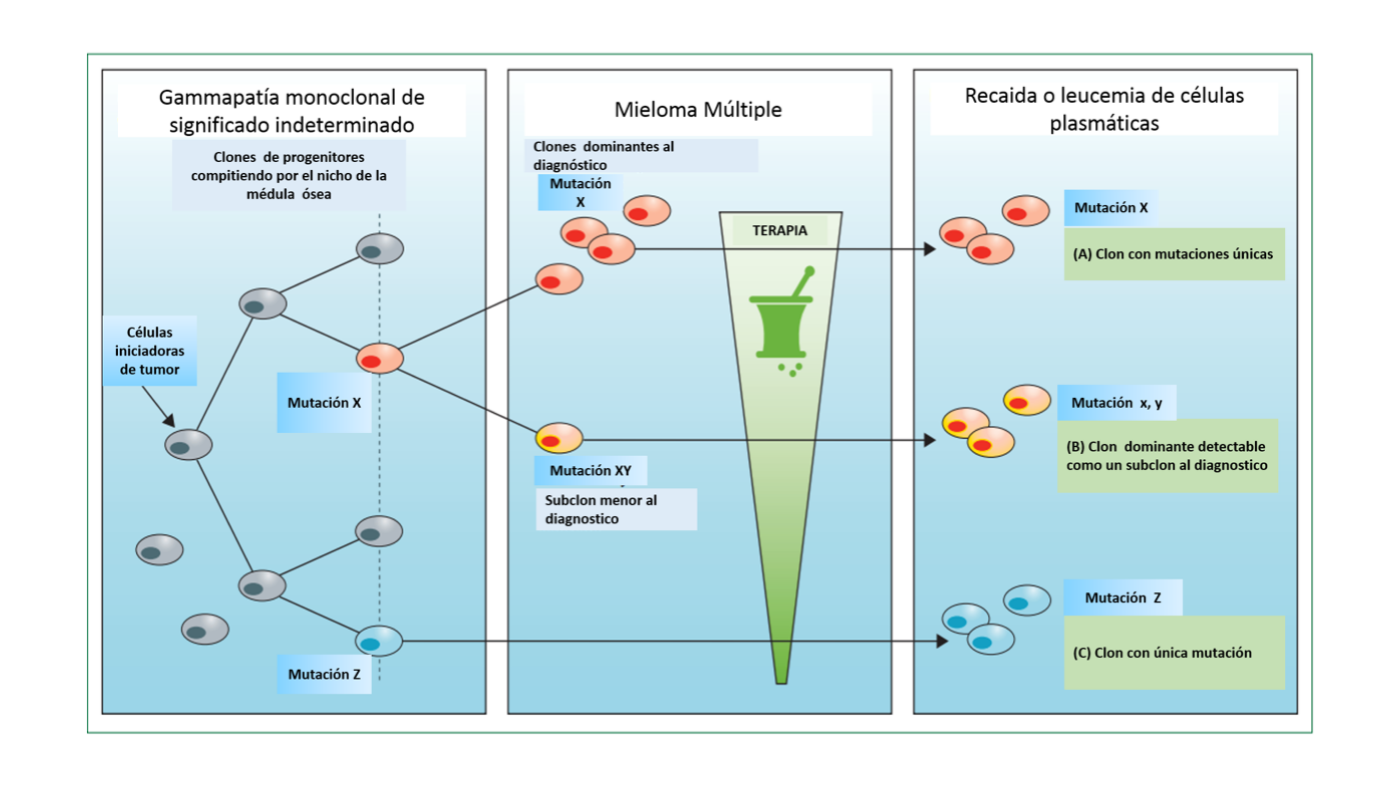 Gammapatía monoclonal de
significado indeterminado
Clones de progenitores
compitiendo por el nicho de la
médula ósea
Células
iniciadoras
de tumor
Mutación X
Mutación Z
Mieloma Múltiple
Clones dominantes al
diagnóstico
Mutación
X
TERAPIA
Mutación XY
Subclon menor al
diagnostico
Recaida o leucemia de células
plasmáticas
Mutación X
(A) Clon con mutaciones únicas
Mutación x, y
(B) Clon dominante detectable
como un subclon al diagnostico
Mutación Z
(C) Clon con única mutación